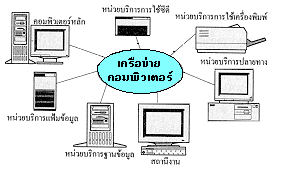 หน่วยบริการการใช้ซีดี
คอมพิวเตอร์หลัก
หน่วยบริการการใช้เครื่องพิมพ์
เครือข่าย
คอมพิวเตอร์
หน่วยบริการปลายทาง
หน่วยบริการแฟ้มข้อมูล
หน่วยบริการฐานข้อมูล
สถานีงาน